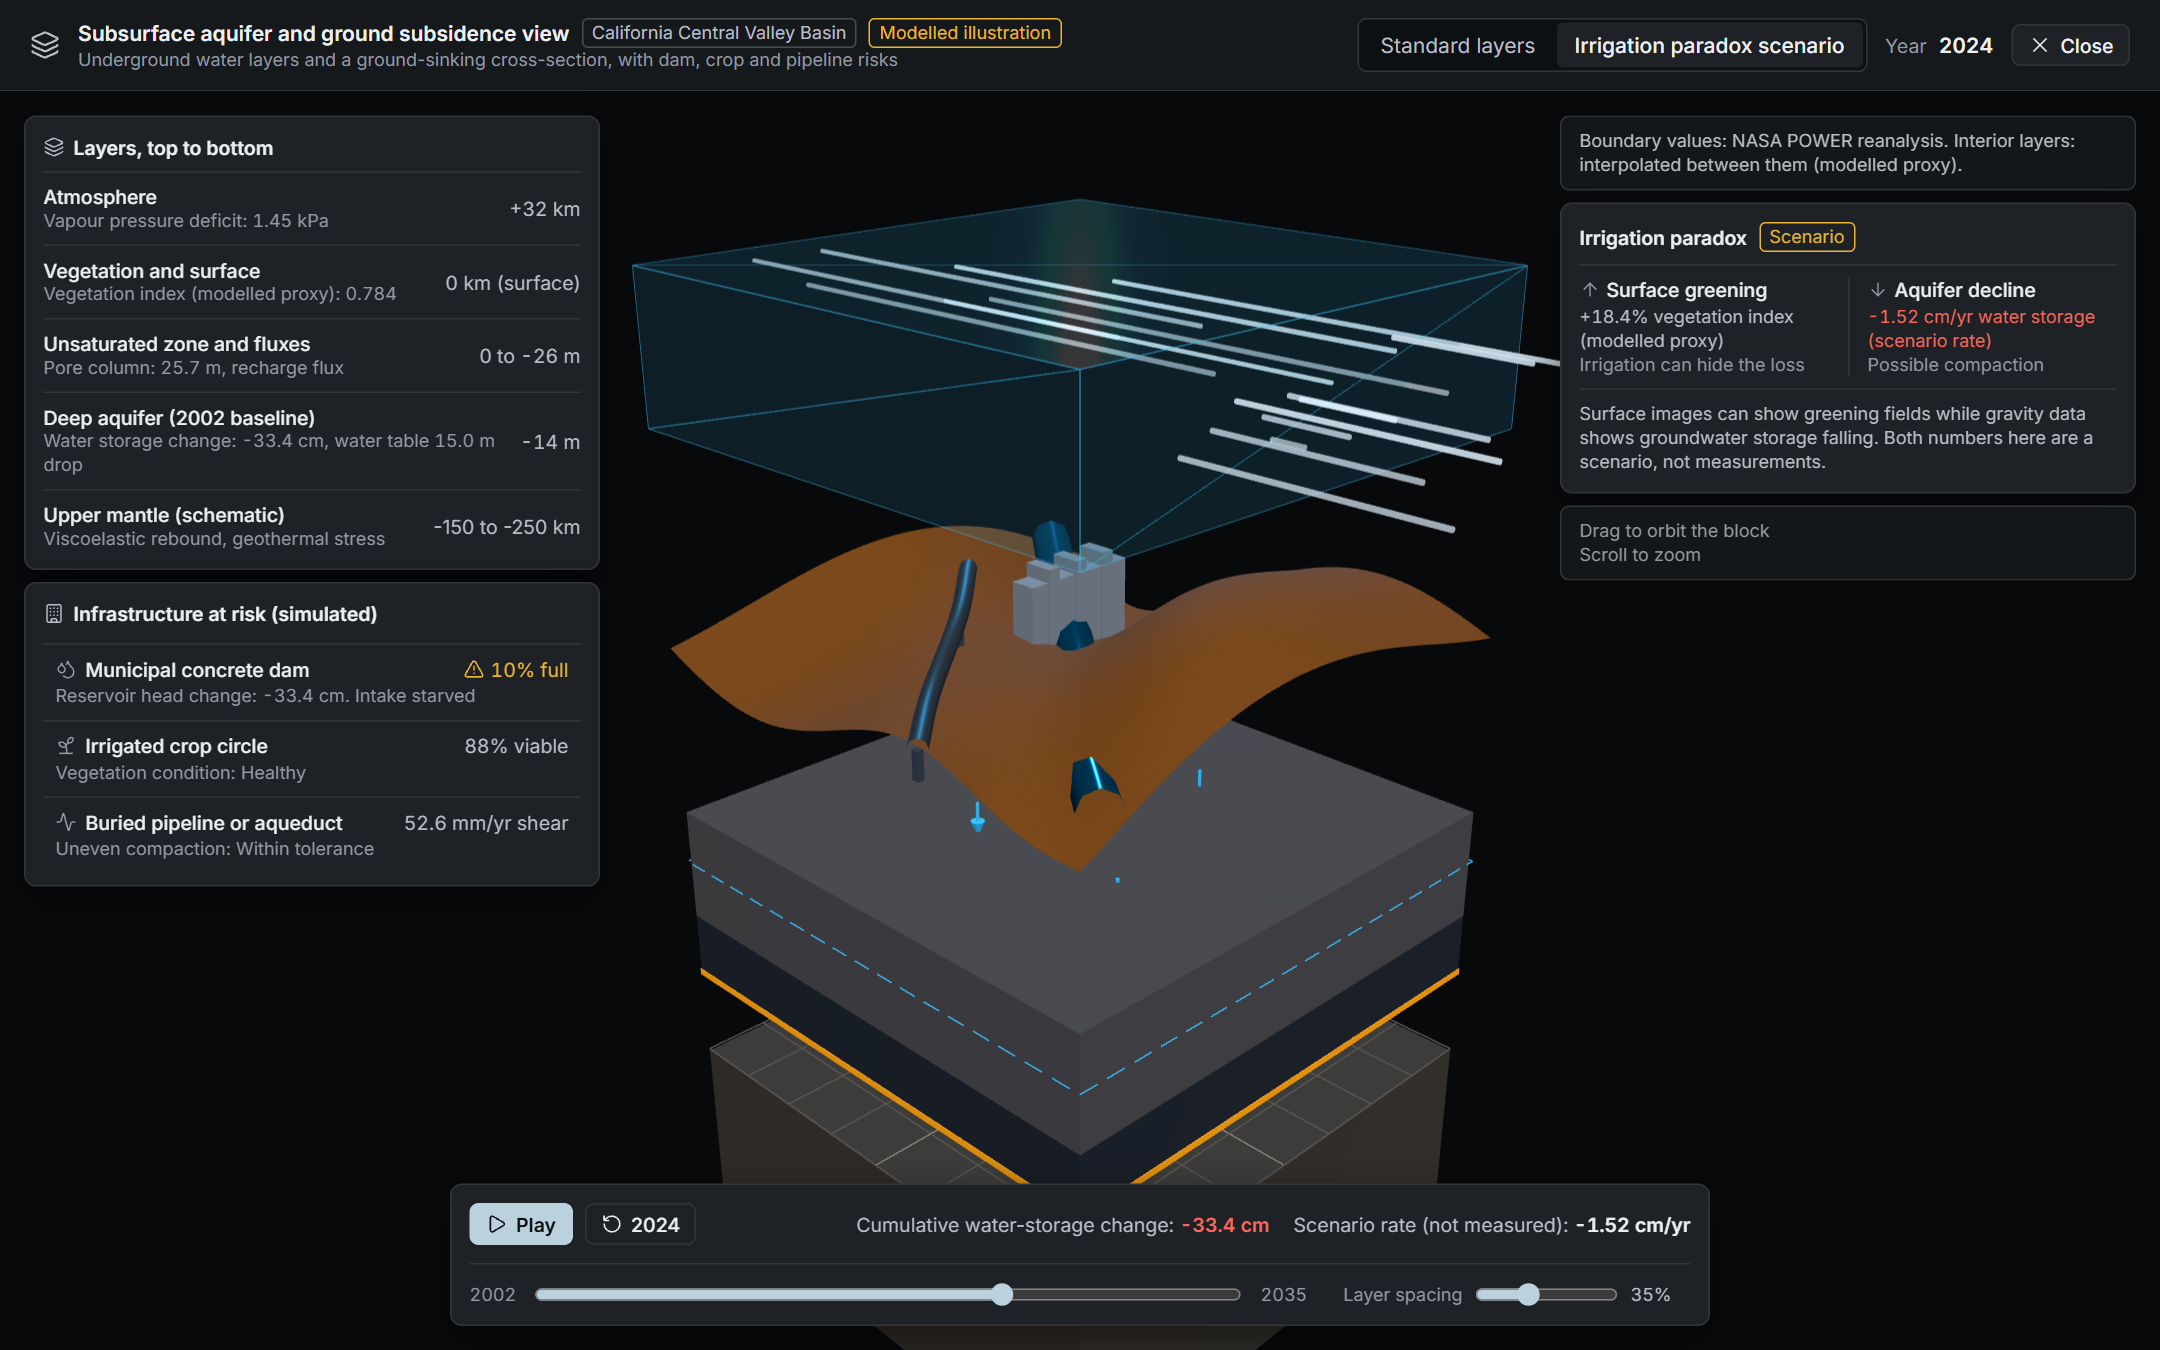 Subsurface aquifer and ground subsidence view
California Central Valley Basin
Modelled illustration
Underground water layers and a ground-sinking cross-section, with dam, crop and pipeline risks
Standard layers
Irrigation paradox scenario
Year 2024
Close
Layers, top to bottom
Atmosphere
Vapour pressure deficit: 1.45 kPa
+32 km
Vegetation and surface
Vegetation index (modelled proxy): 0.784
0 km (surface)
Unsaturated zone and fluxes
Pore column: 25.7 m, recharge flux
0 to -26 m
Deep aquifer (2002 baseline)
Water storage change: -33.4 cm, water table 15.0 m
drop
-14 m
Upper mantle (schematic)
Viscoelastic rebound, geothermal stress
-150 to -250 km
Infrastructure at risk (simulated)
Municipal concrete dam
10% full
Reservoir head change: -33.4 cm. Intake starved
Irrigated crop circle
88% viable
Vegetation condition: Healthy
Buried pipeline or aqueduct
52.6 mm/yr shear
Uneven compaction: Within tolerance
Boundary values: NASA POWER reanalysis. Interior layers:
interpolated between them (modelled proxy).
Irrigation paradox
Scenario
Surface greening
+18.4% vegetation index
(modelled proxy)
Irrigation can hide the loss
Aquifer decline
-1.52 cm/yr water storage
(scenario rate)
Possible compaction
Surface images can show greening fields while gravity data
shows groundwater storage falling. Both numbers here are a
scenario, not measurements.
Drag to orbit the block
Scroll to zoom
Play
2024
Cumulative water-storage change: -33.4 cm
Scenario rate (not measured): -1.52 cm/yr
2002
2035
Layer spacing
35%